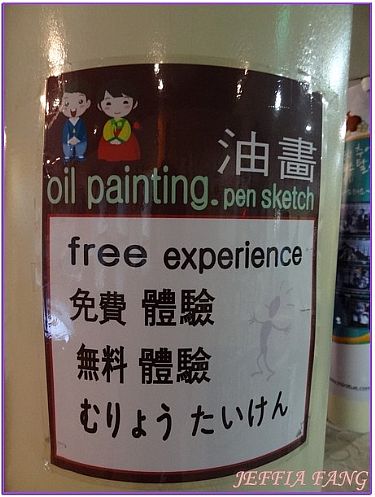 油畫
oil painting. pen sketch
free experience
免費 體驗
無料 體驗
むりょう たいけん
JEFFIA FANG